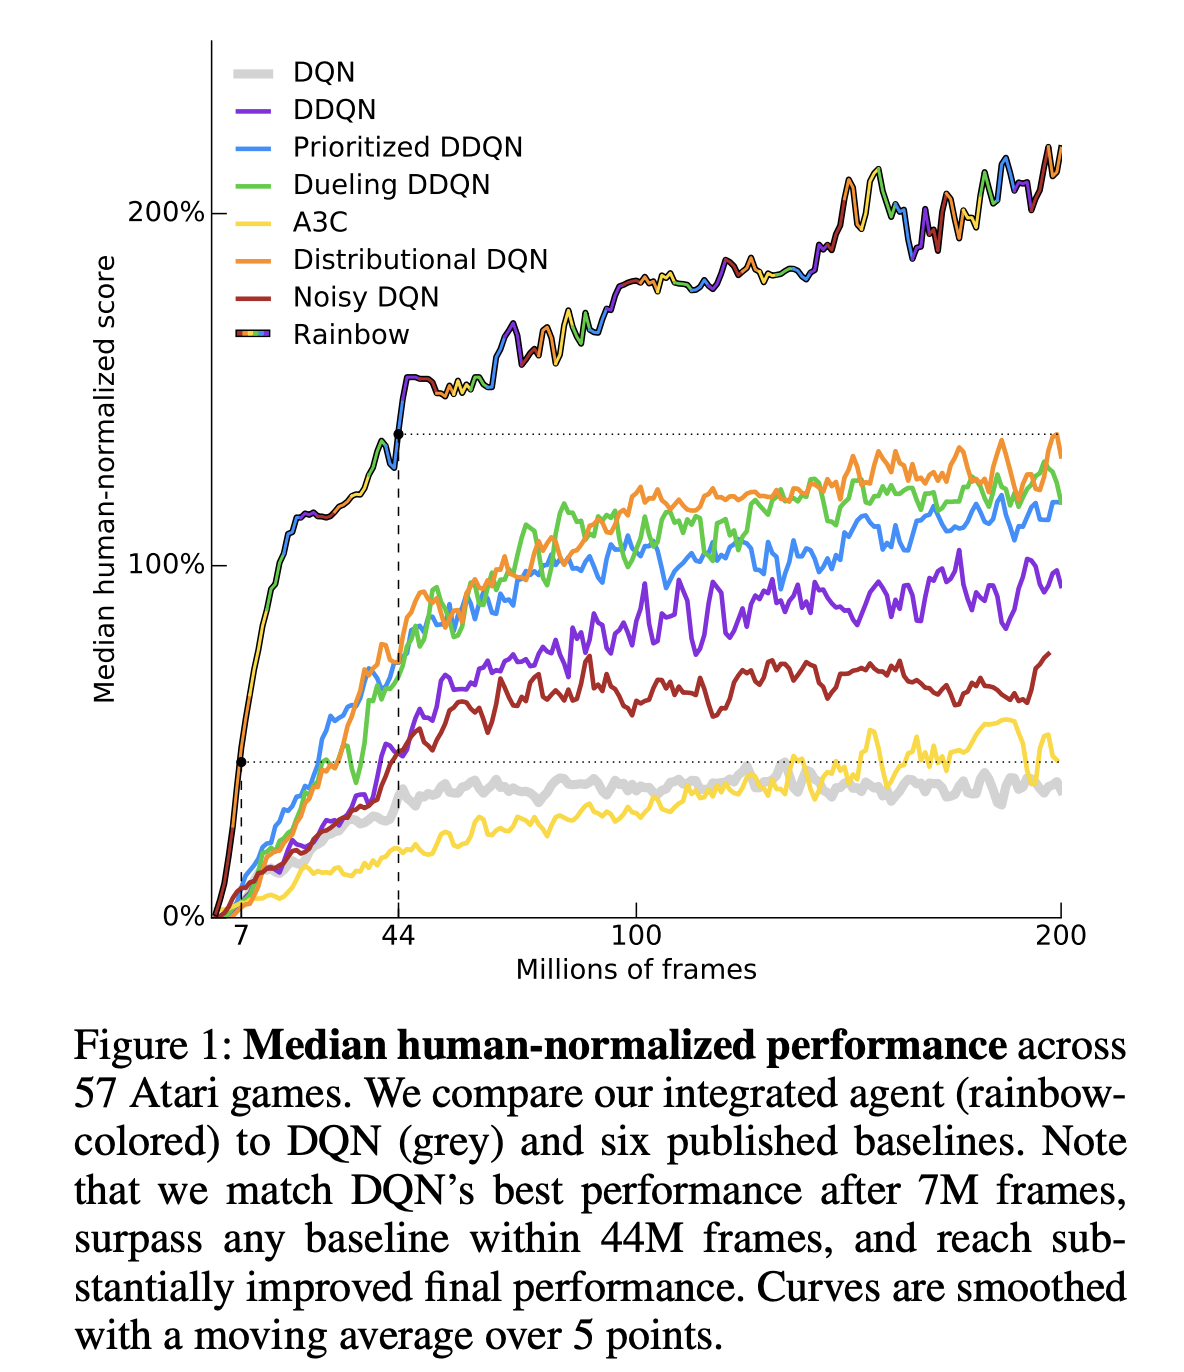 DQN
DDQN
Prioritized DDQN
Dueling DDQN
A3C
Distributional DQN
Noisy DQN
Rainbow
Median human-normalized score
200%
100%
0%
7
44
100
200
Millions of frames
Figure 1: Median human-normalized performance across
57 Atari games. We compare our integrated agent (rainbow-
colored) to DQN (grey) and six published baselines. Note
that we match DQN’s best performance after 7M frames,
surpass any baseline within 44M frames, and reach sub-
stantially improved final performance. Curves are smoothed
with a moving average over 5 points.